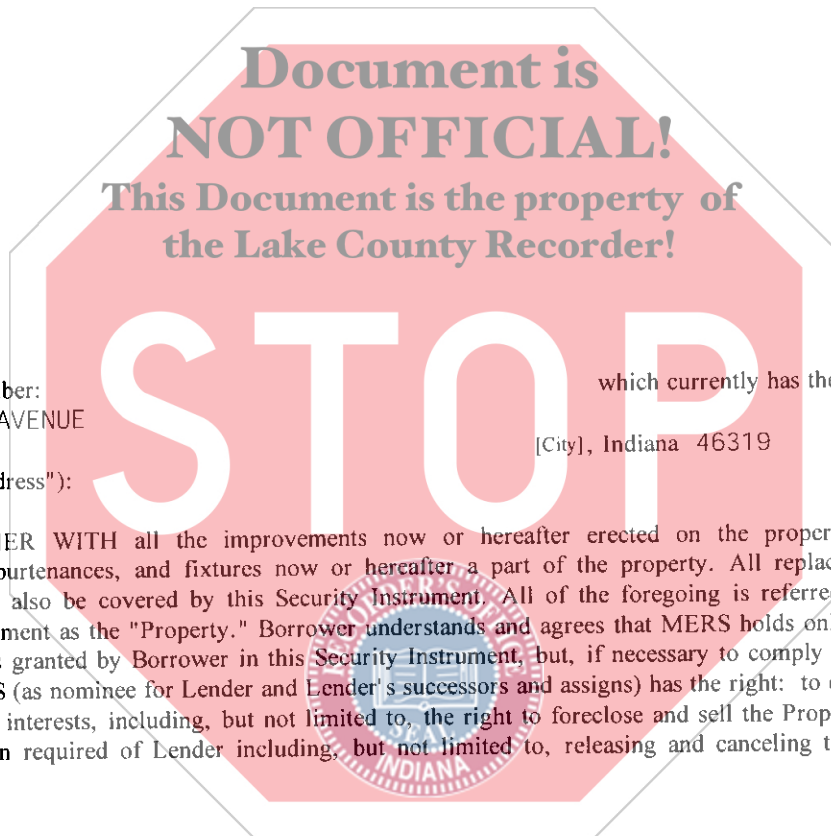 Document is
NOT OFFICIAL!
This Document is the property of
the Lake County Recorder!
STOP
ber:
which currently has the
AVENUE
[City], Indiana 46319
dress"):
ER WITH all the improvements now or hereafter erected on the proper
purtenances, and fixtures now or hereafter a part of the property. All replac
also be covered by this Security Instrument. All of the foregoing is referre
ment as the "Property." Borrower understands and agrees that MERS holds on
s granted by Borrower in this Security Instrument, but, if necessary to comply
S (as nominee for Lender and Lender's successors and assigns) has the right: to
interests, including, but not limited to, the right to foreclose and sell the Prop
n required of Lender including, but not limited to, releasing and canceling t
RECORDER'S OFFICE
SEAL
INDIANA